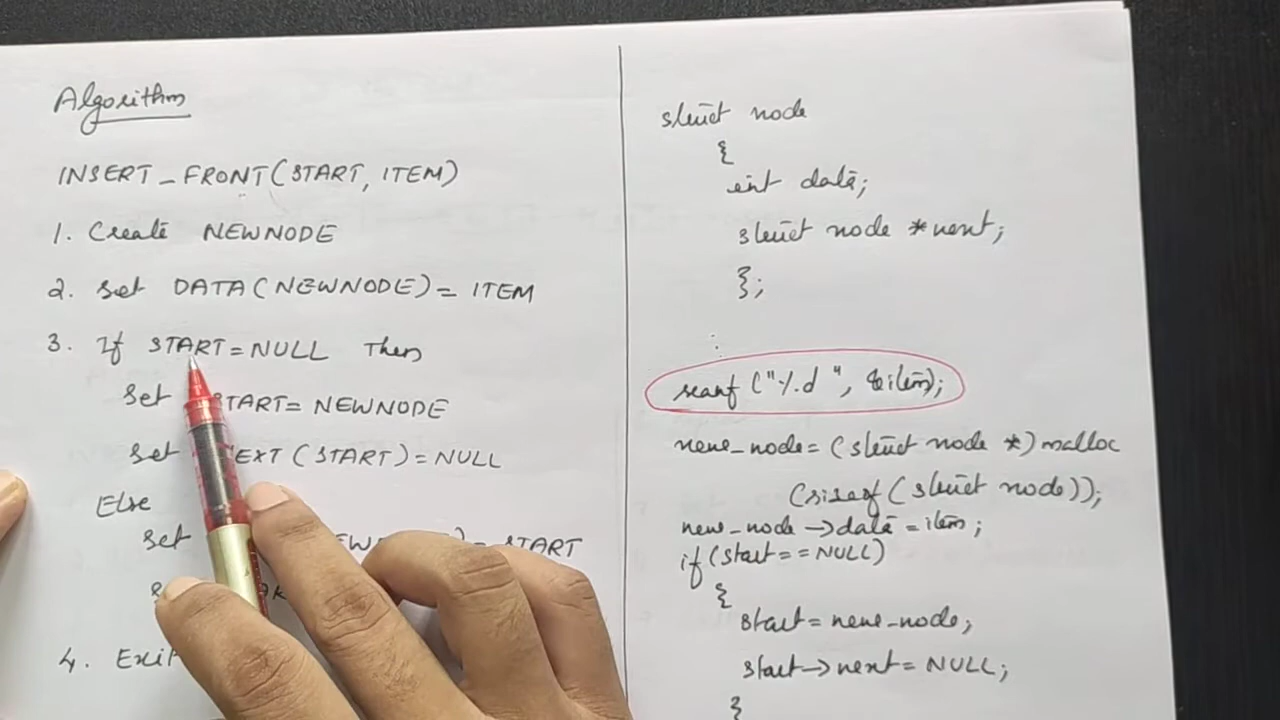 Algorithm
INSERT_FRONT(START, ITEM)
1. Create NEWNODE
2. Set DATA(NEWNODE) = ITEM
3. If START=NULL Then
Set START= NEWNODE
Set EXT (START)=NULL
Else
Set START
4. Exit
struct node
{
int data;
struct node *next;
};
scanf ("%d", &item);
new_node= (struct node *) malloc
(sizeof(struct node));
new_node → data = item;
if (start == NULL)
{
start = new_node;
start → next = NULL;
}